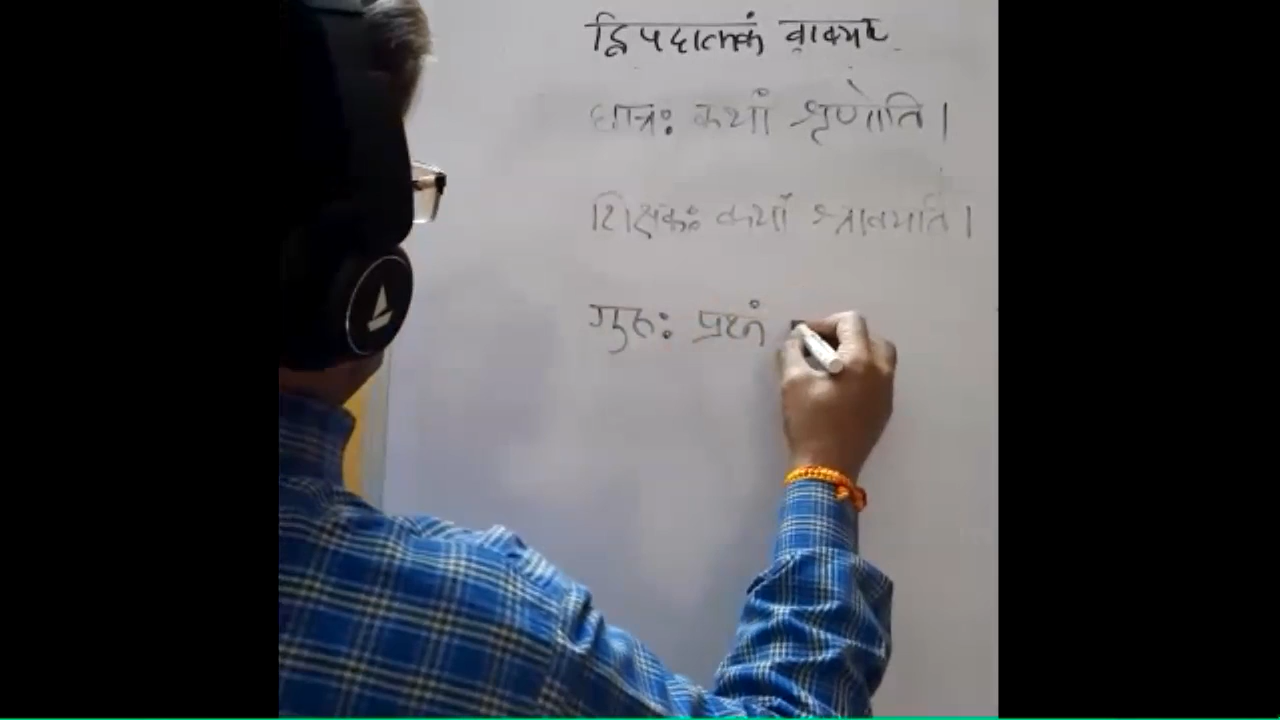 द्विपदात्मकं वाक्यम्
छात्रः कथां श्रृणोति।
शिक्षकः कथां श्रावयति।
गुरुः प्रश्नं